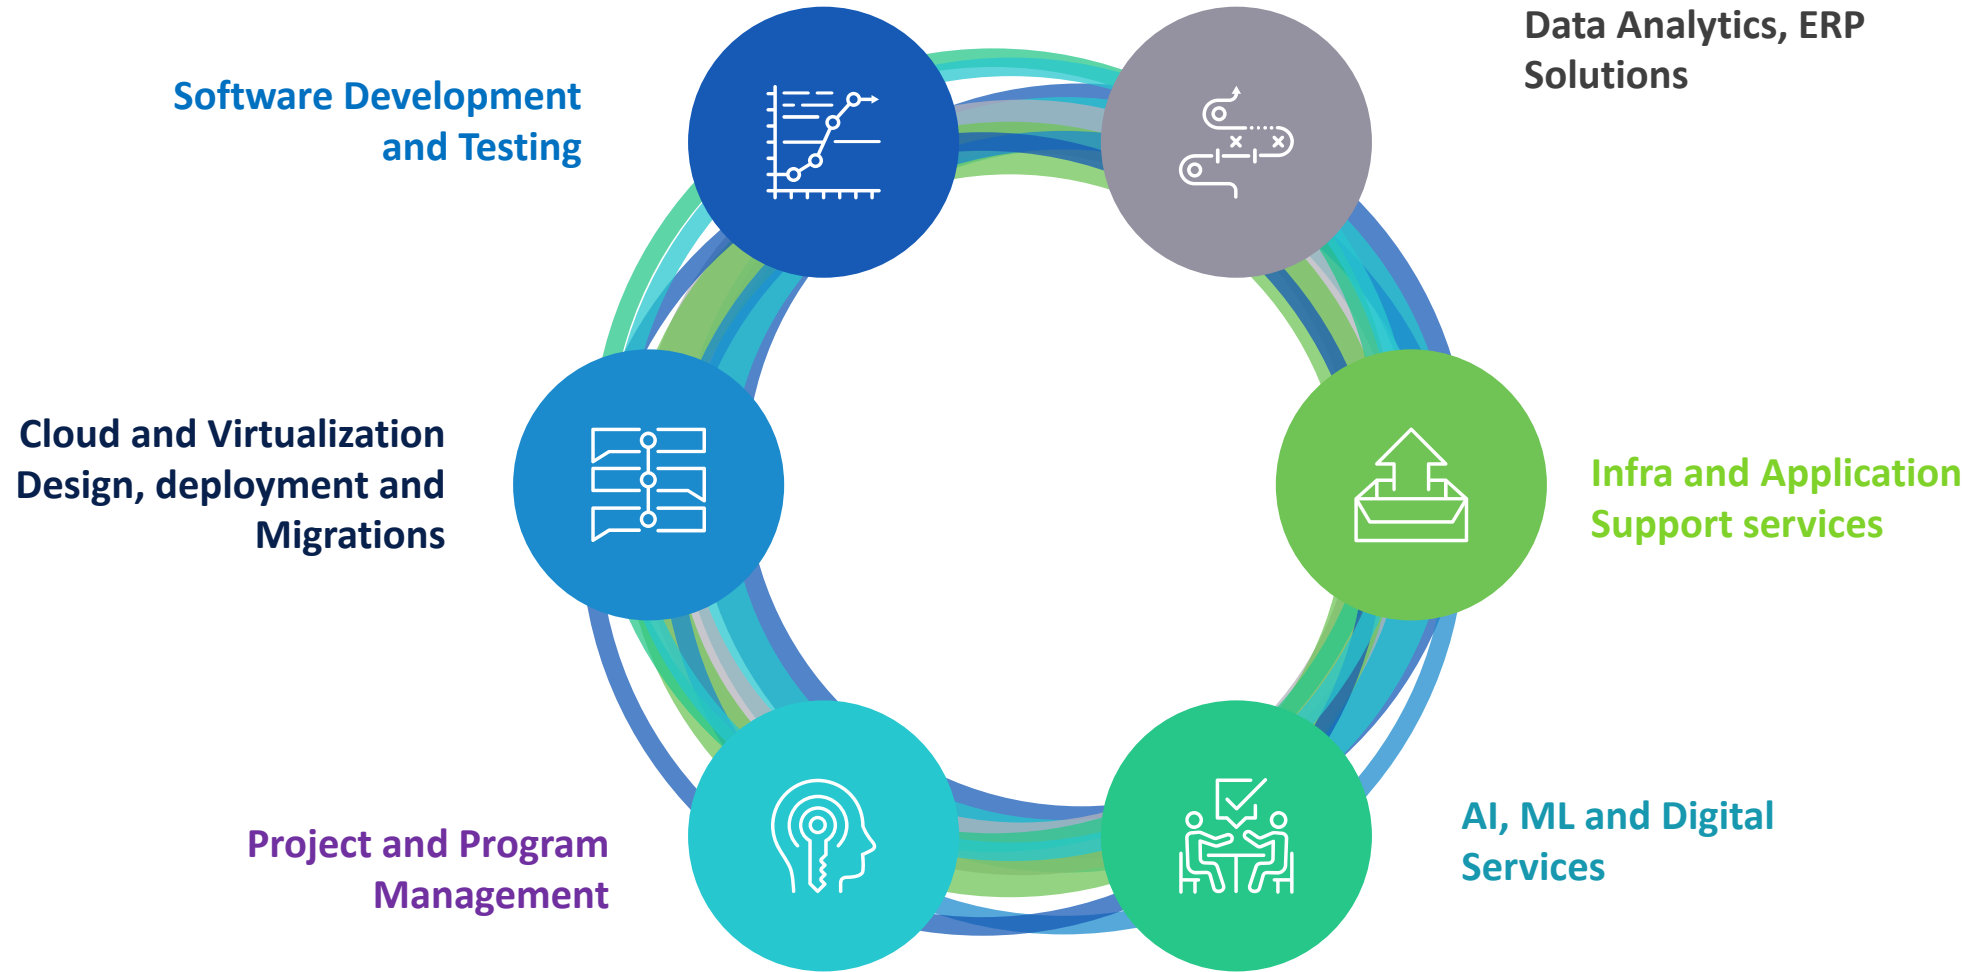 Software Development
and Testing
Data Analytics, ERP
Solutions
Cloud and Virtualization
Design, deployment and
Migrations
Infra and Application
Support services
Project and Program
Management
AI, ML and Digital
Services